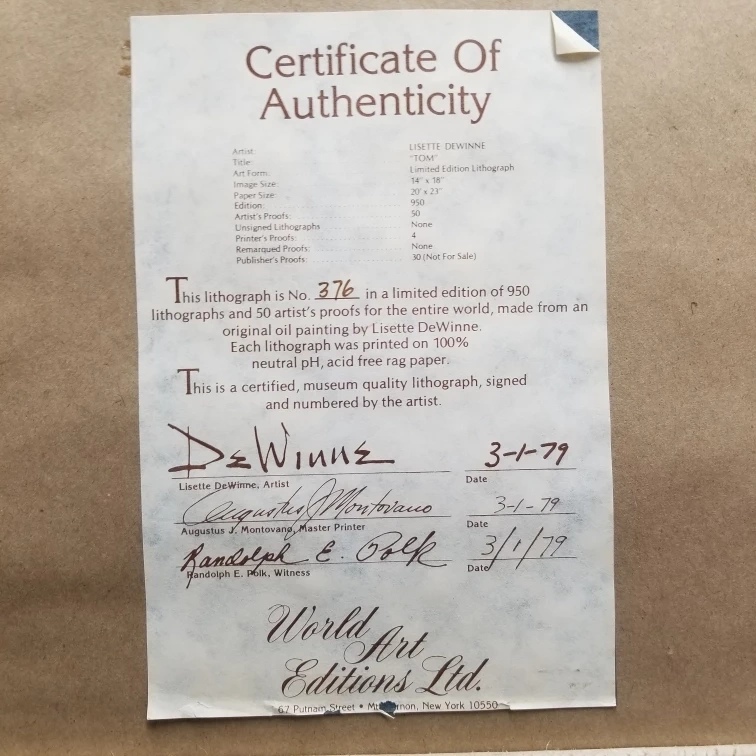 Certificate Of
Authenticity
Artist: LISETTE DEWINNE
Title: "TOM"
Art Form: Limited Edition Lithograph
Image Size: 14" x 18"
Paper Size: 20" x 23"
Edition: 950
Artist's Proofs: 50
Unsigned Lithographs None
Printer's Proofs: 4
Remarqued Proofs: None
Publisher's Proofs: 30 (Not For Sale)
This lithograph is No. 376 in a limited edition of 950
lithographs and 50 artist's proofs for the entire world, made from an
original oil painting by Lisette DeWinne.
Each lithograph was printed on 100%
neutral pH, acid free rag paper.
This is a certified, museum quality lithograph, signed
and numbered by the artist.
DeWinne 3-1-79
Lisette DeWinne, Artist Date
Augustus J Montovano 3-1-79
Augustus J. Montovano, Master Printer Date
Randolph E. Polk 3/1/79
Randolph E. Polk, Witness Date
World
Art
Editions Ltd.
67 Putnam Street • New York 10550